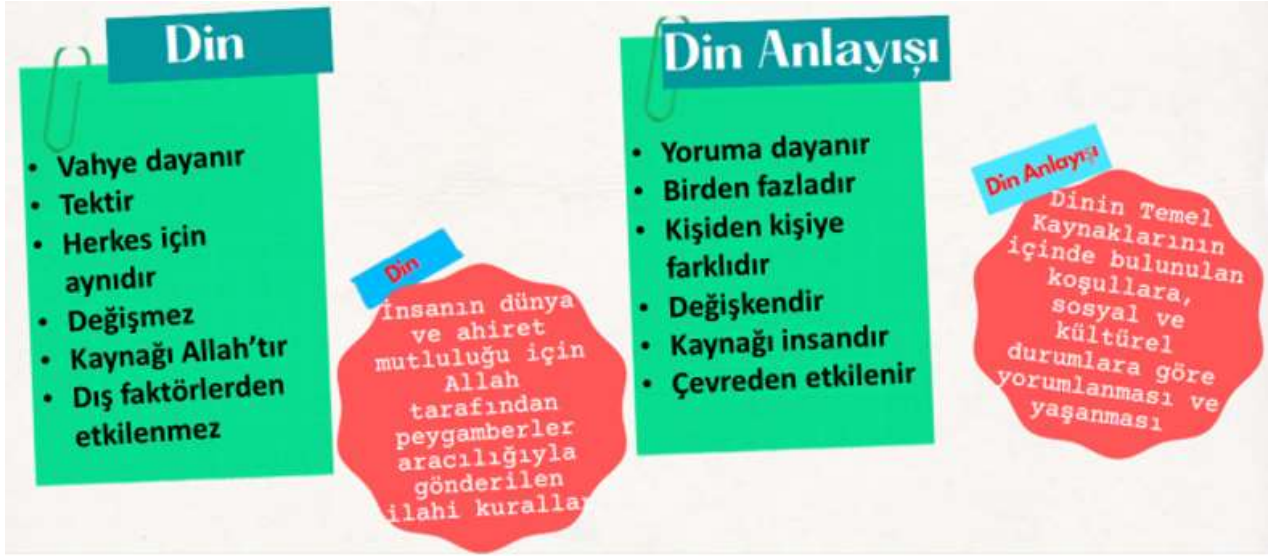 Din
• Vahye dayanır
• Tektir
• Herkes için
aynıdır
• Değişmez
• Kaynağı Allah’tır
• Dış faktörlerden
etkilenmez
Din
İnsanın dünya
ve ahiret
mutluluğu için
Allah
tarafından
peygamberler
aracılığıyla
gönderilen
ilahi kurallar
Din Anlayışı
• Yoruma dayanır
• Birden fazladır
• Kişiden kişiye
farklıdır
• Değişkendir
• Kaynağı insandır
• Çevreden etkilenir
Din Anlayışı
Dinin Temel
Kaynaklarının
içinde bulunulan
koşullara,
sosyal ve
kültürel
durumlara göre
yorumlanması ve
yaşanması